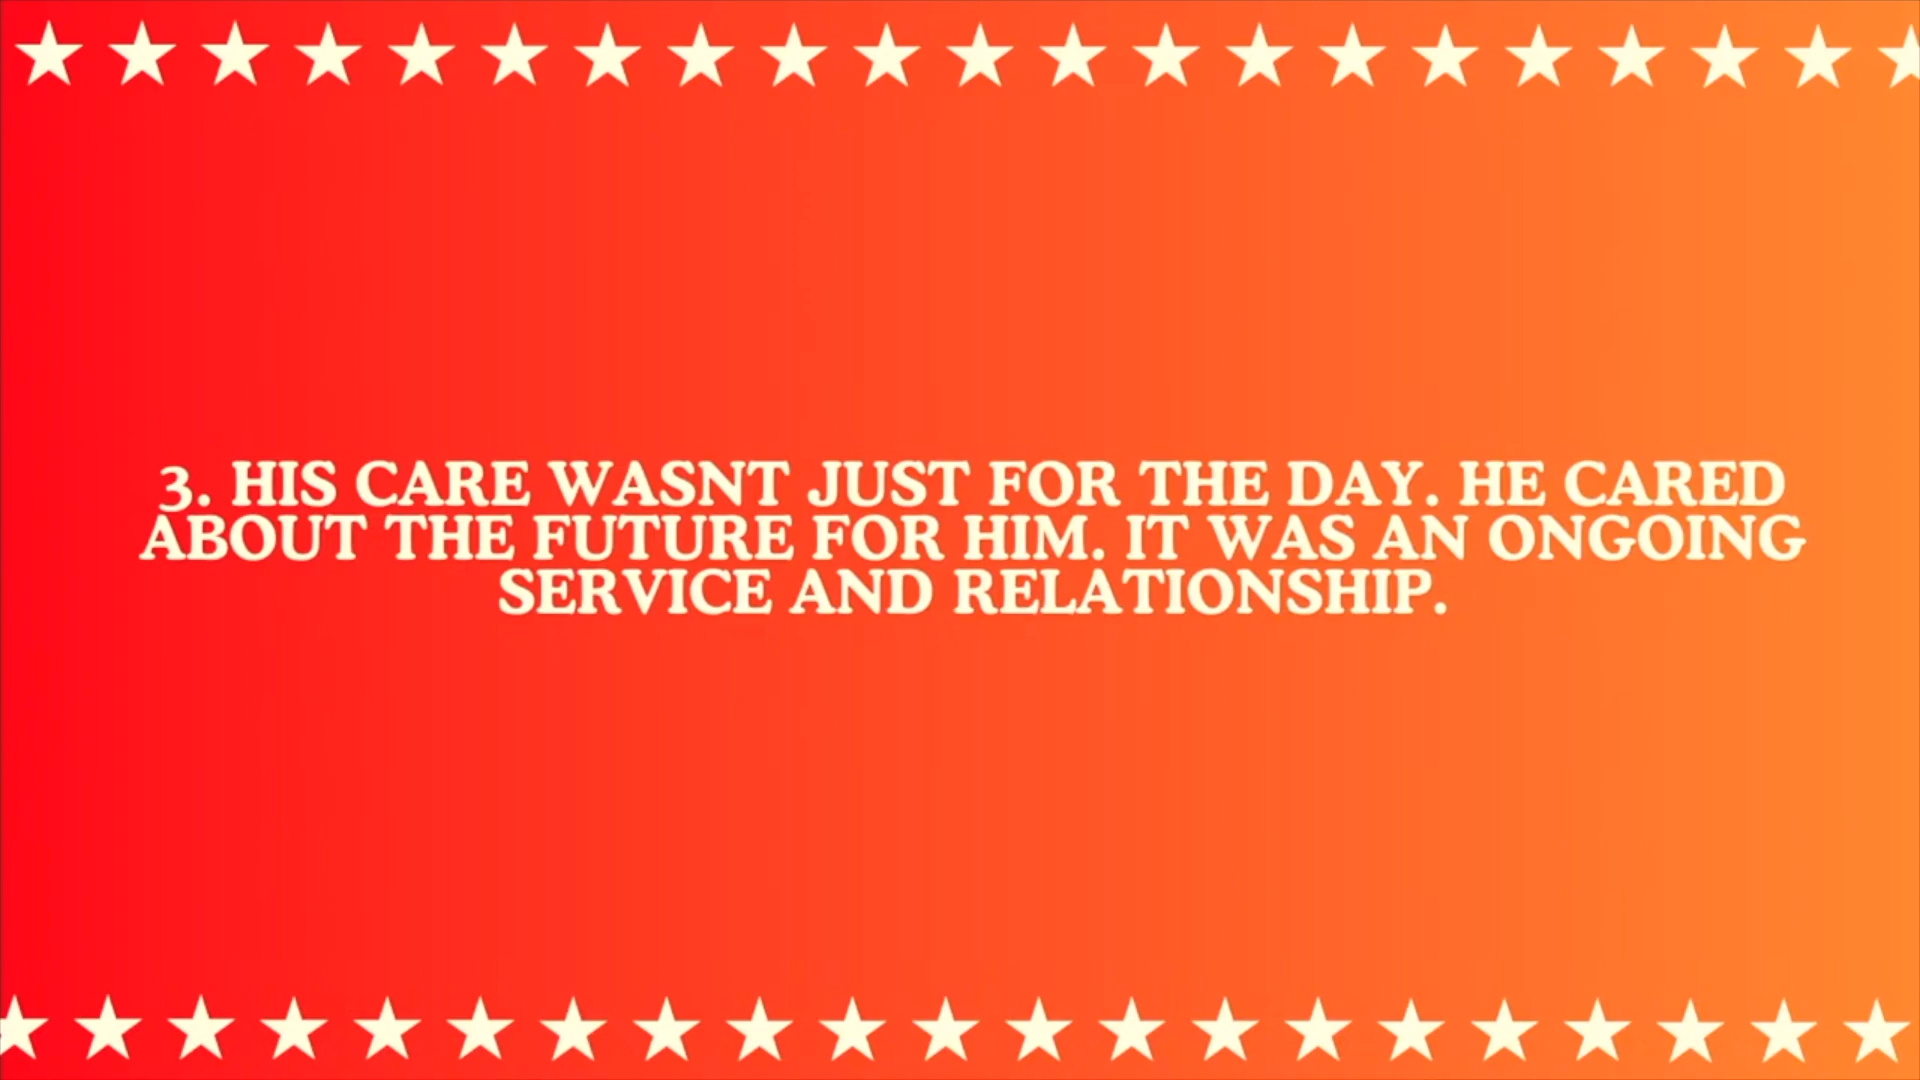 3. HIS CARE WASNT JUST FOR THE DAY. HE CARED
ABOUT THE FUTURE FOR HIM. IT WAS AN ONGOING
SERVICE AND RELATIONSHIP.